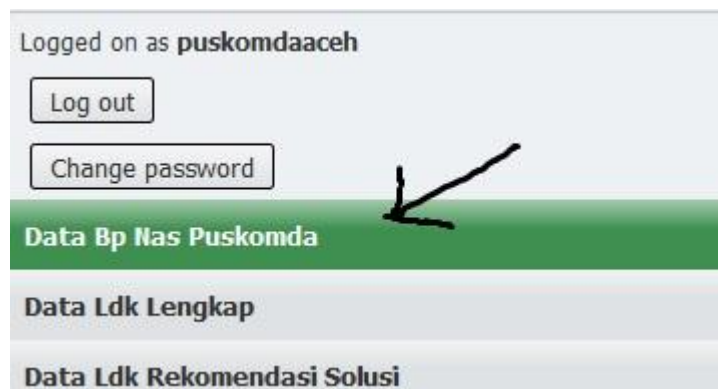 Logged on as puskomdaaceh
Log out
Change password
Data Bp Nas Puskomda
Data Ldk Lengkap
Data Ldk Rekomendasi Solusi